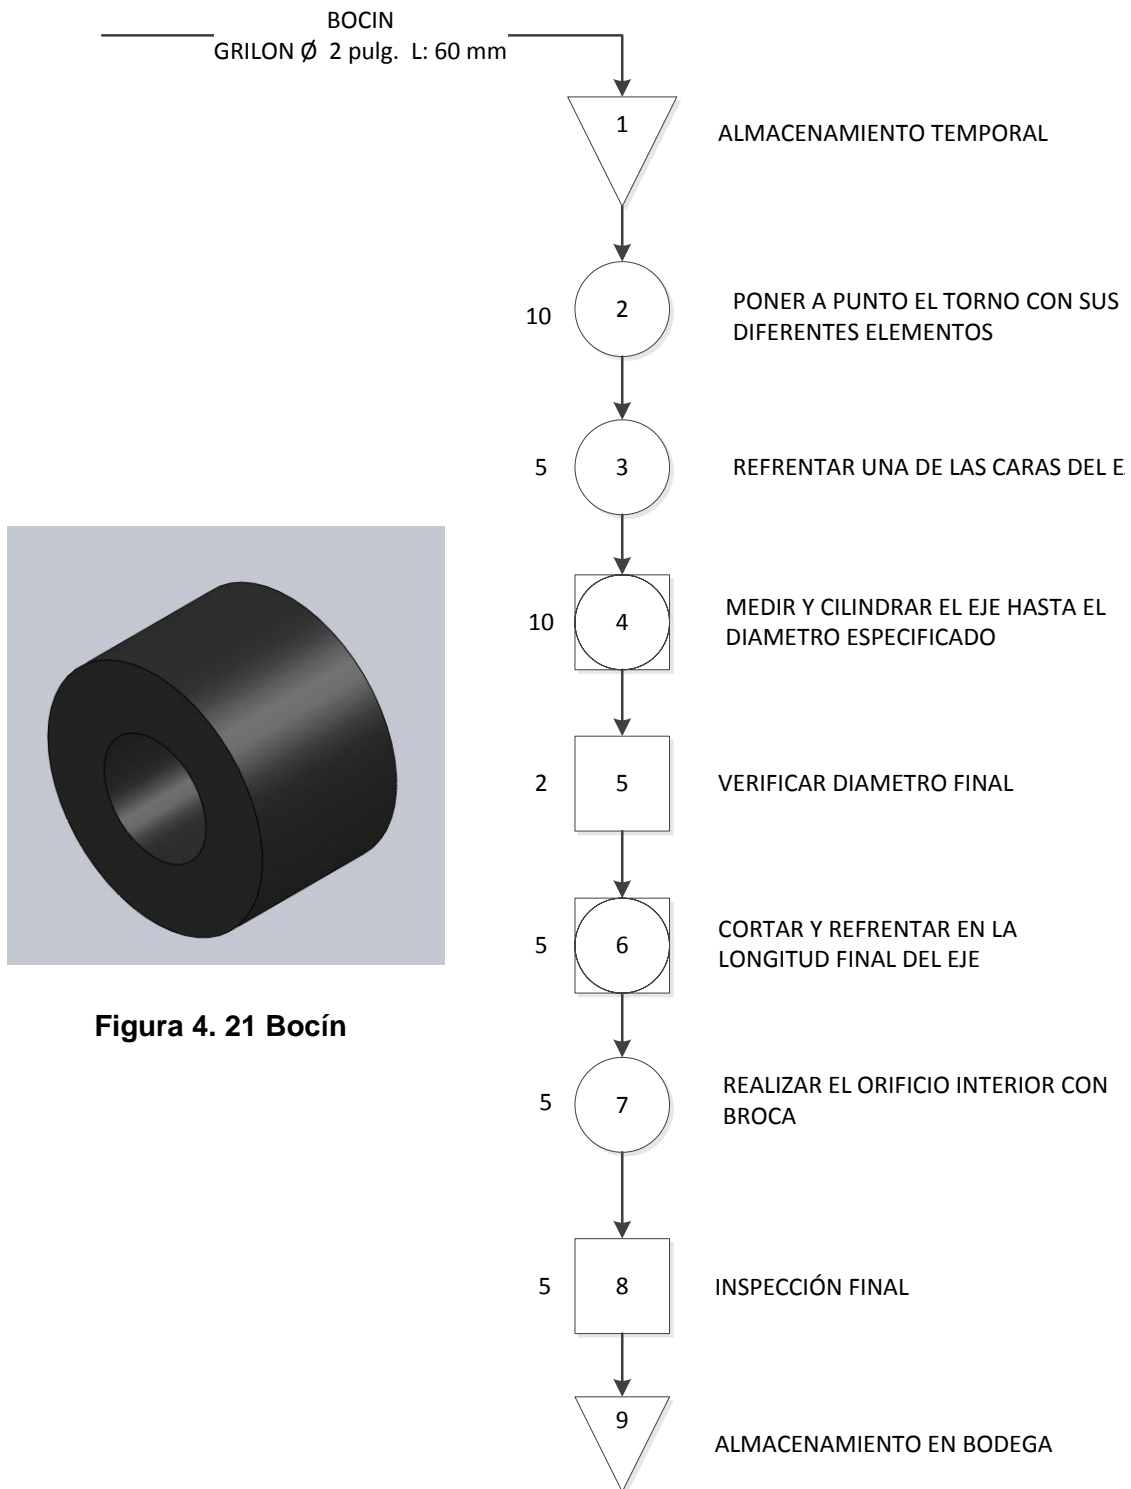 BOCIN
GRILON Ø 2 pulg. L: 60 mm
1
ALMACENAMIENTO TEMPORAL
10
2
PONER A PUNTO EL TORNO CON SUS
DIFERENTES ELEMENTOS
5
3
REFRENTAR UNA DE LAS CARAS DEL
10
4
MEDIR Y CILINDRAR EL EJE HASTA EL
DIAMETRO ESPECIFICADO
2
5
VERIFICAR DIAMETRO FINAL
5
6
CORTAR Y REFRENTAR EN LA
LONGITUD FINAL DEL EJE
Figura 4. 21 Bocín
5
7
REALIZAR EL ORIFICIO INTERIOR CON
BROCA
5
8
INSPECCIÓN FINAL
9
ALMACENAMIENTO EN BODEGA